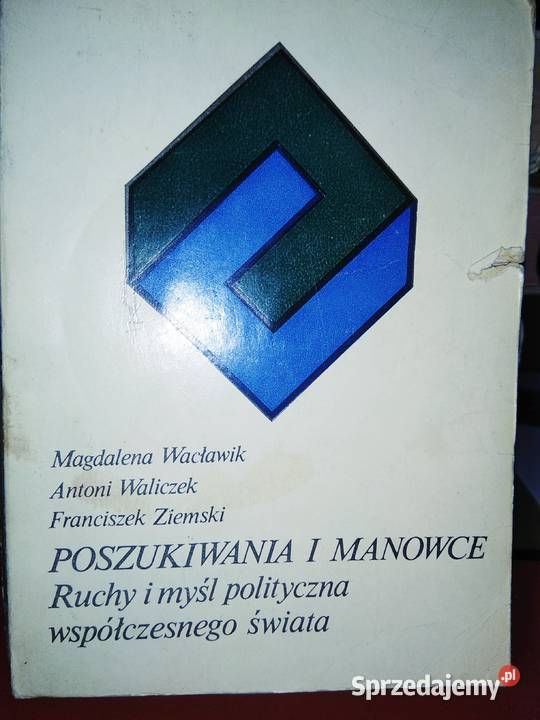 Magdalena Wacławik
Antoni Waliczek
Franciszek Ziemski
POSZUKIWANIA I MANOWCE
Ruchy i myśl polityczna
współczesnego świata
Sprzedajemy.pl